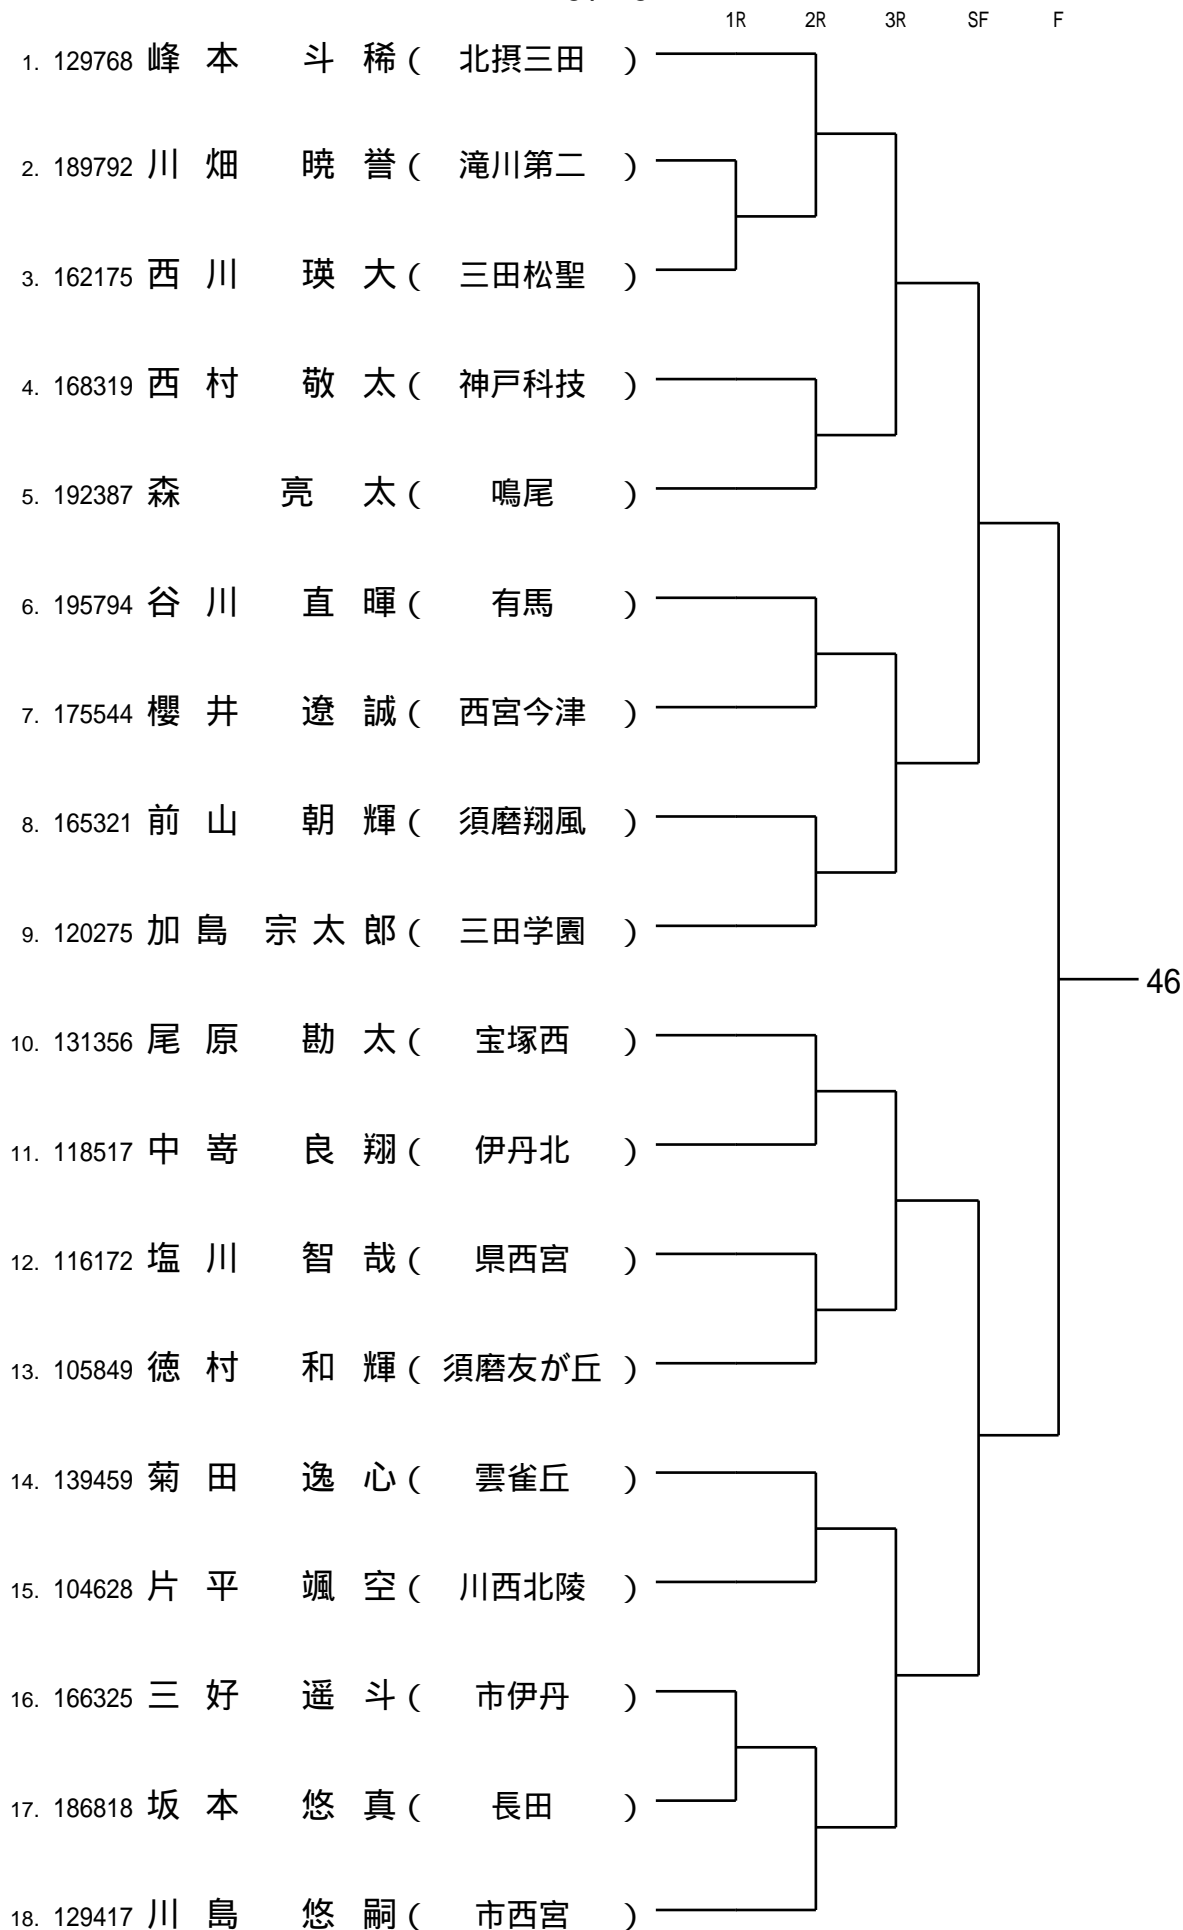 1R 2R 3R SF F
1. 129768 峰本 斗稀 ( 北摂三田 )
2. 189792 川畑 暁誉 ( 滝川第二 )
3. 162175 西川 瑛大 ( 三田松聖 )
4. 168319 西村 敬太 ( 神戸科技 )
5. 192387 森 亮太 ( 鳴尾 )
6. 195794 谷川 直暉 ( 有馬 )
7. 175544 櫻井 遼誠 ( 西宮今津 )
8. 165321 前山 朝輝 ( 須磨翔風 )
9. 120275 加島 宗太郎 ( 三田学園 )
46
10. 131356 尾原 勘太 ( 宝塚西 )
11. 118517 中嵜 良翔 ( 伊丹北 )
12. 116172 塩川 智哉 ( 県西宮 )
13. 105849 徳村 和輝 ( 須磨友が丘 )
14. 139459 菊田 逸心 ( 雲雀丘 )
15. 104628 片平 颯空 ( 川西北陵 )
16. 166325 三好 遥斗 ( 市伊丹 )
17. 186818 坂本 悠真 ( 長田 )
18. 129417 川島 悠嗣 ( 市西宮 )